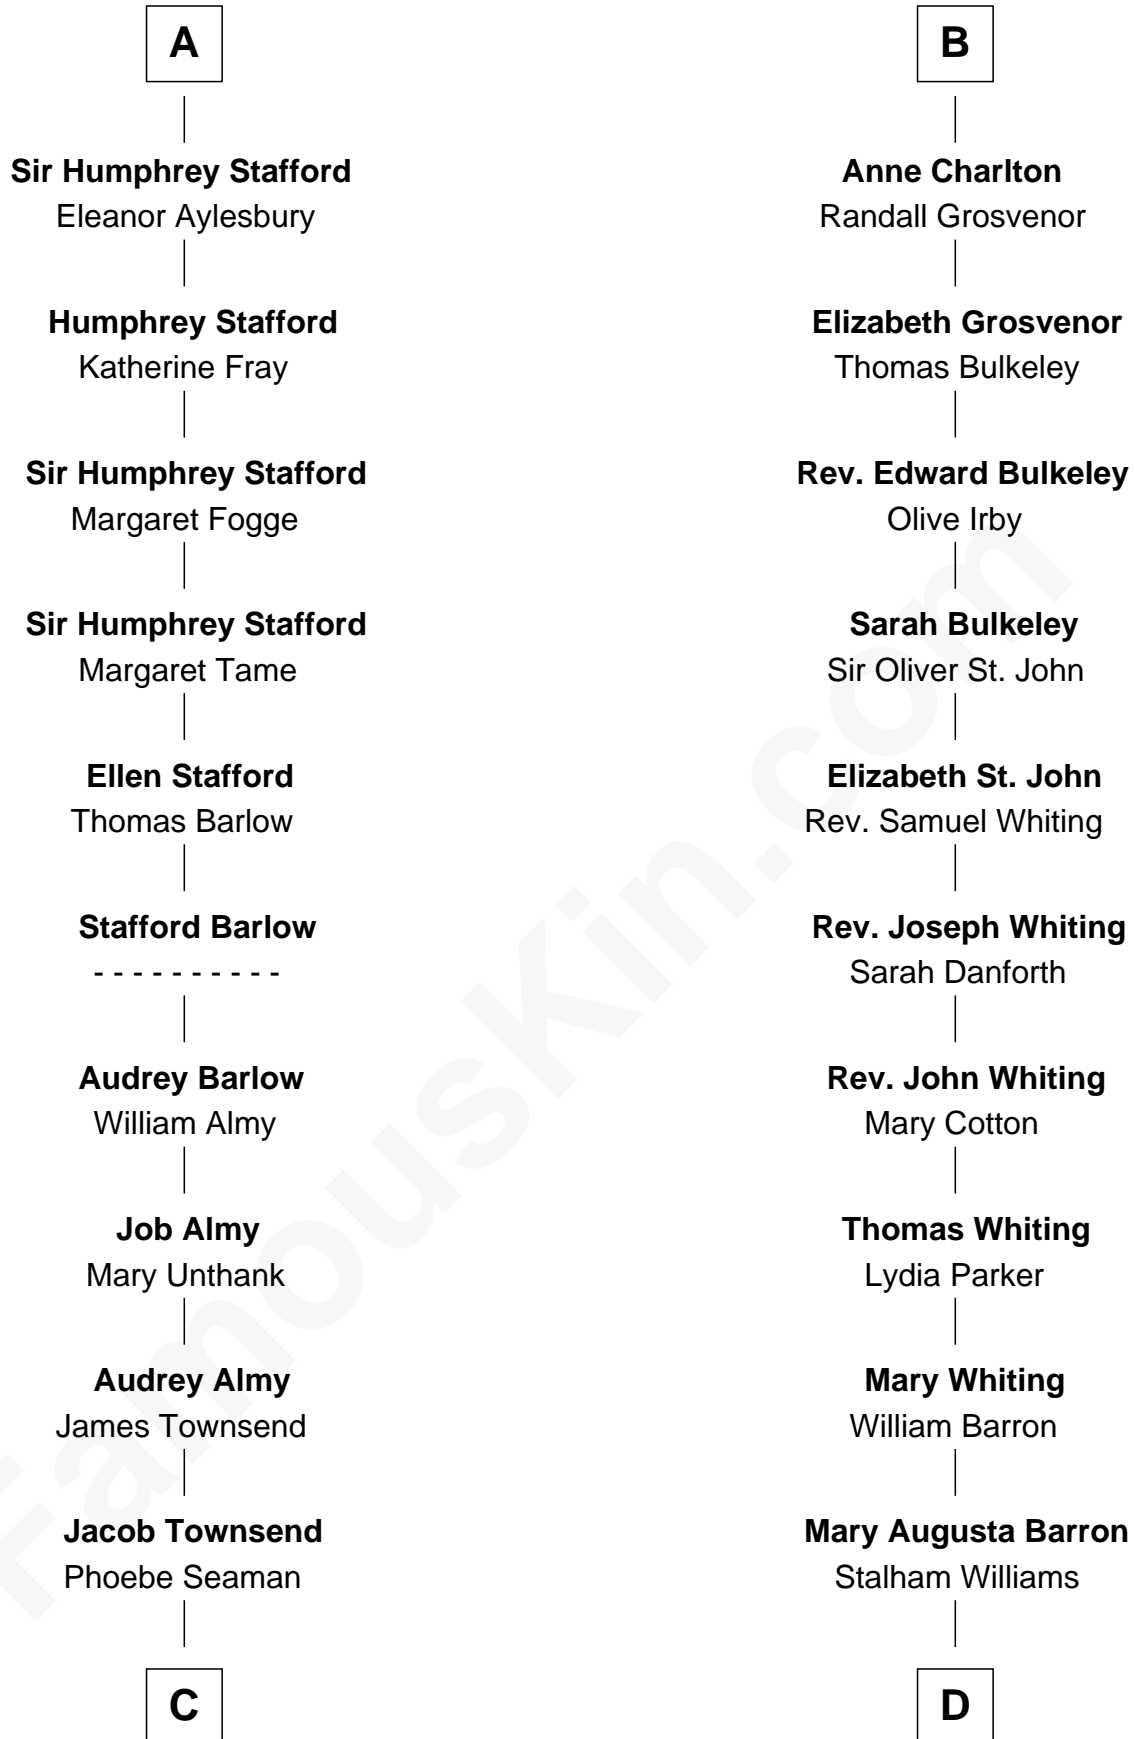 A
Sir Humphrey Stafford
Eleanor Aylesbury
Humphrey Stafford
Katherine Fray
Sir Humphrey Stafford
Margaret Fogge
Sir Humphrey Stafford
Margaret Tame
Ellen Stafford
Thomas Barlow
Stafford Barlow
- - - - - - - - - -
Audrey Barlow
William Almy
Job Almy
Mary Unthank
Audrey Almy
James Townsend
Jacob Townsend
Phoebe Seaman
C
B
Anne Charlton
Randall Grosvenor
Elizabeth Grosvenor
Thomas Bulkeley
Rev. Edward Bulkeley
Olive Irby
Sarah Bulkeley
Sir Oliver St. John
Elizabeth St. John
Rev. Samuel Whiting
Rev. Joseph Whiting
Sarah Danforth
Rev. John Whiting
Mary Cotton
Thomas Whiting
Lydia Parker
Mary Whiting
William Barron
Mary Augusta Barron
Stalham Williams
D
FamousKin.com